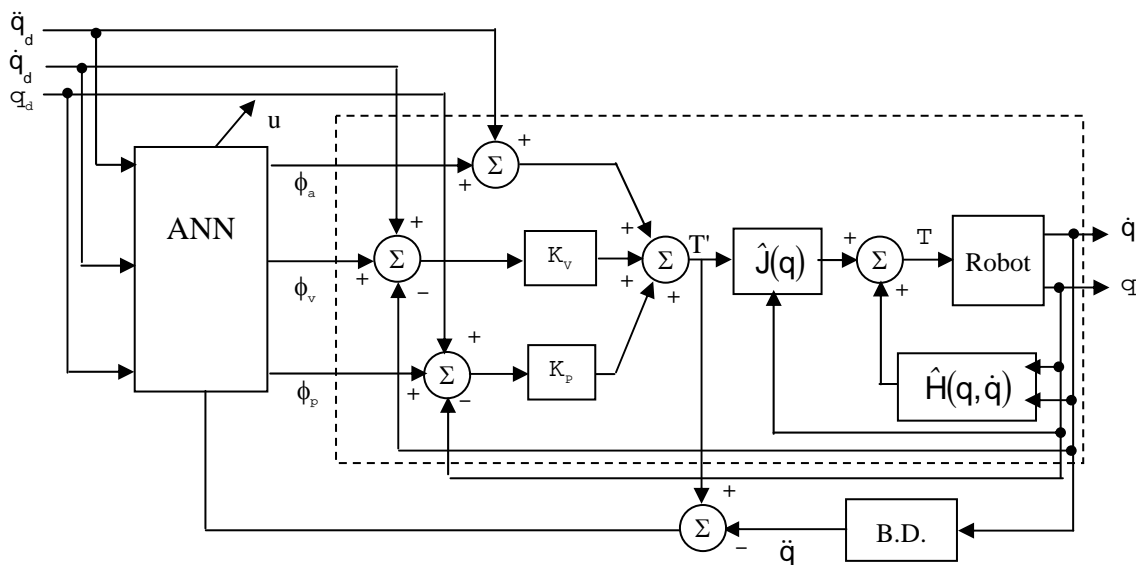 q̈d
q̇d
qd
u
ANN
ϕa
ϕv
ϕp
+
+
Σ
+
+
Σ
−
+
+
Σ
−
Kv
Kp
+
+
+
Σ
T'
Ĵ(q)
+
+
Σ
T
Robot
q̇
q
Ĥ(q,q̇)
+
−
Σ
q̈
B.D.